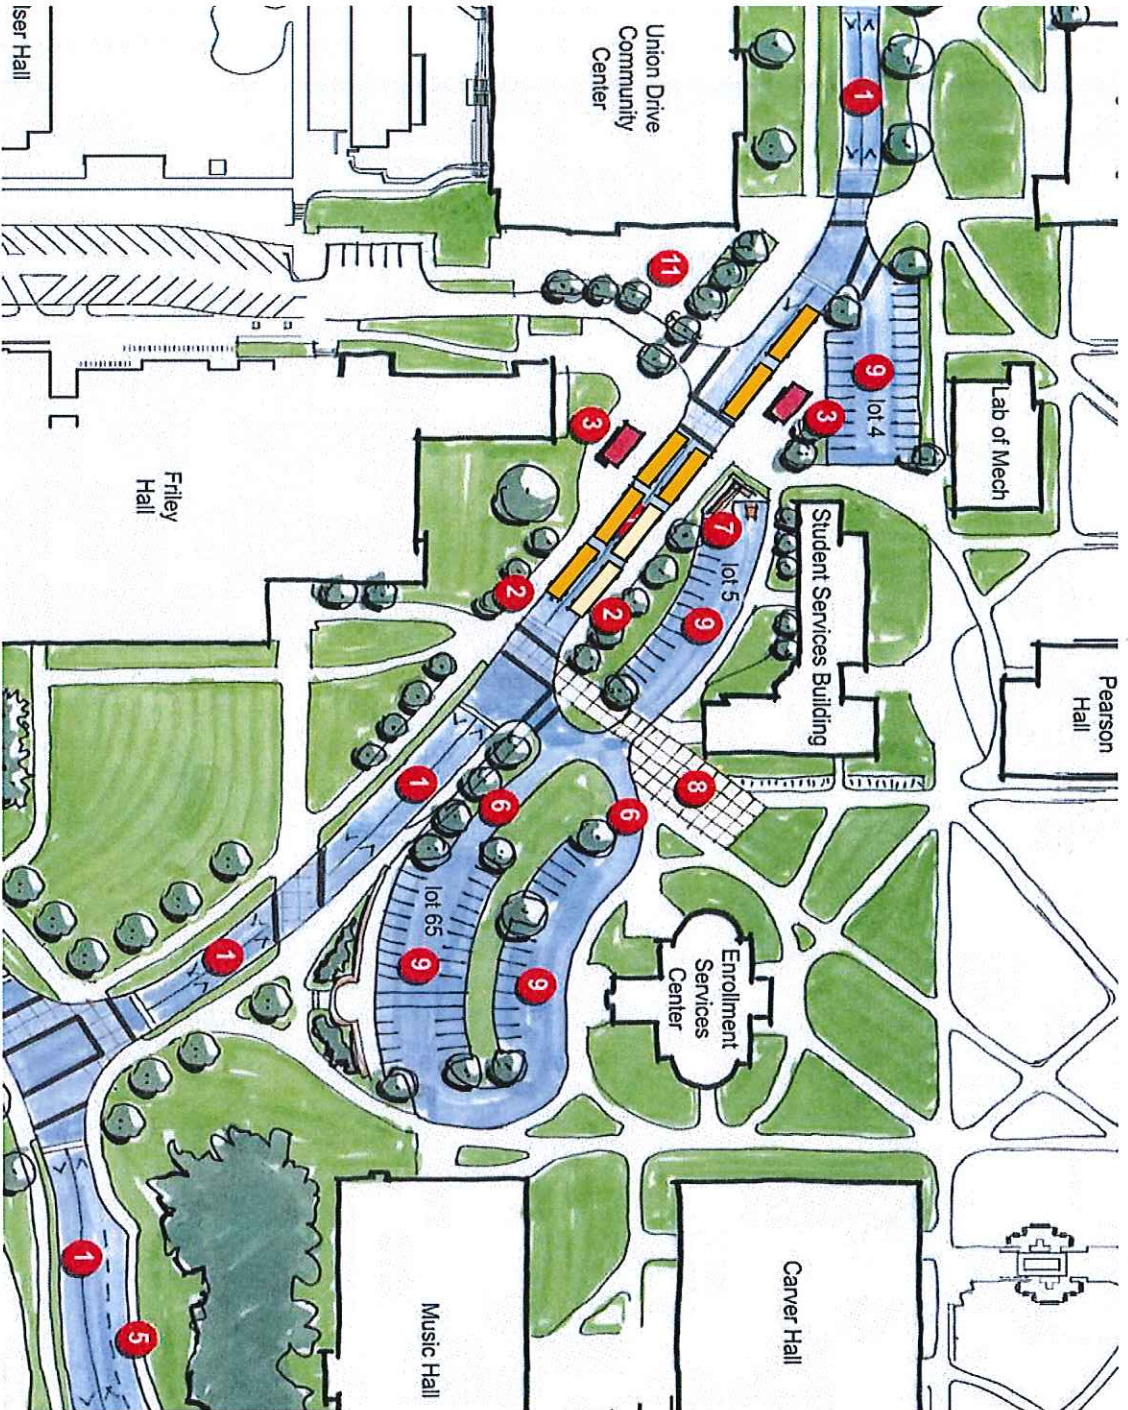 lser Hall
Union Drive
Community
Center
1
11
9
lot 4
3
3
Lab of Mech
Friley
Hall
Student Services Building
7
lot 5
2
2
9
Pearson
Hall
1
8
6
6
lot 65
9
9
1
Enrollment
Services
Center
1
5
Music Hall
Carver Hall